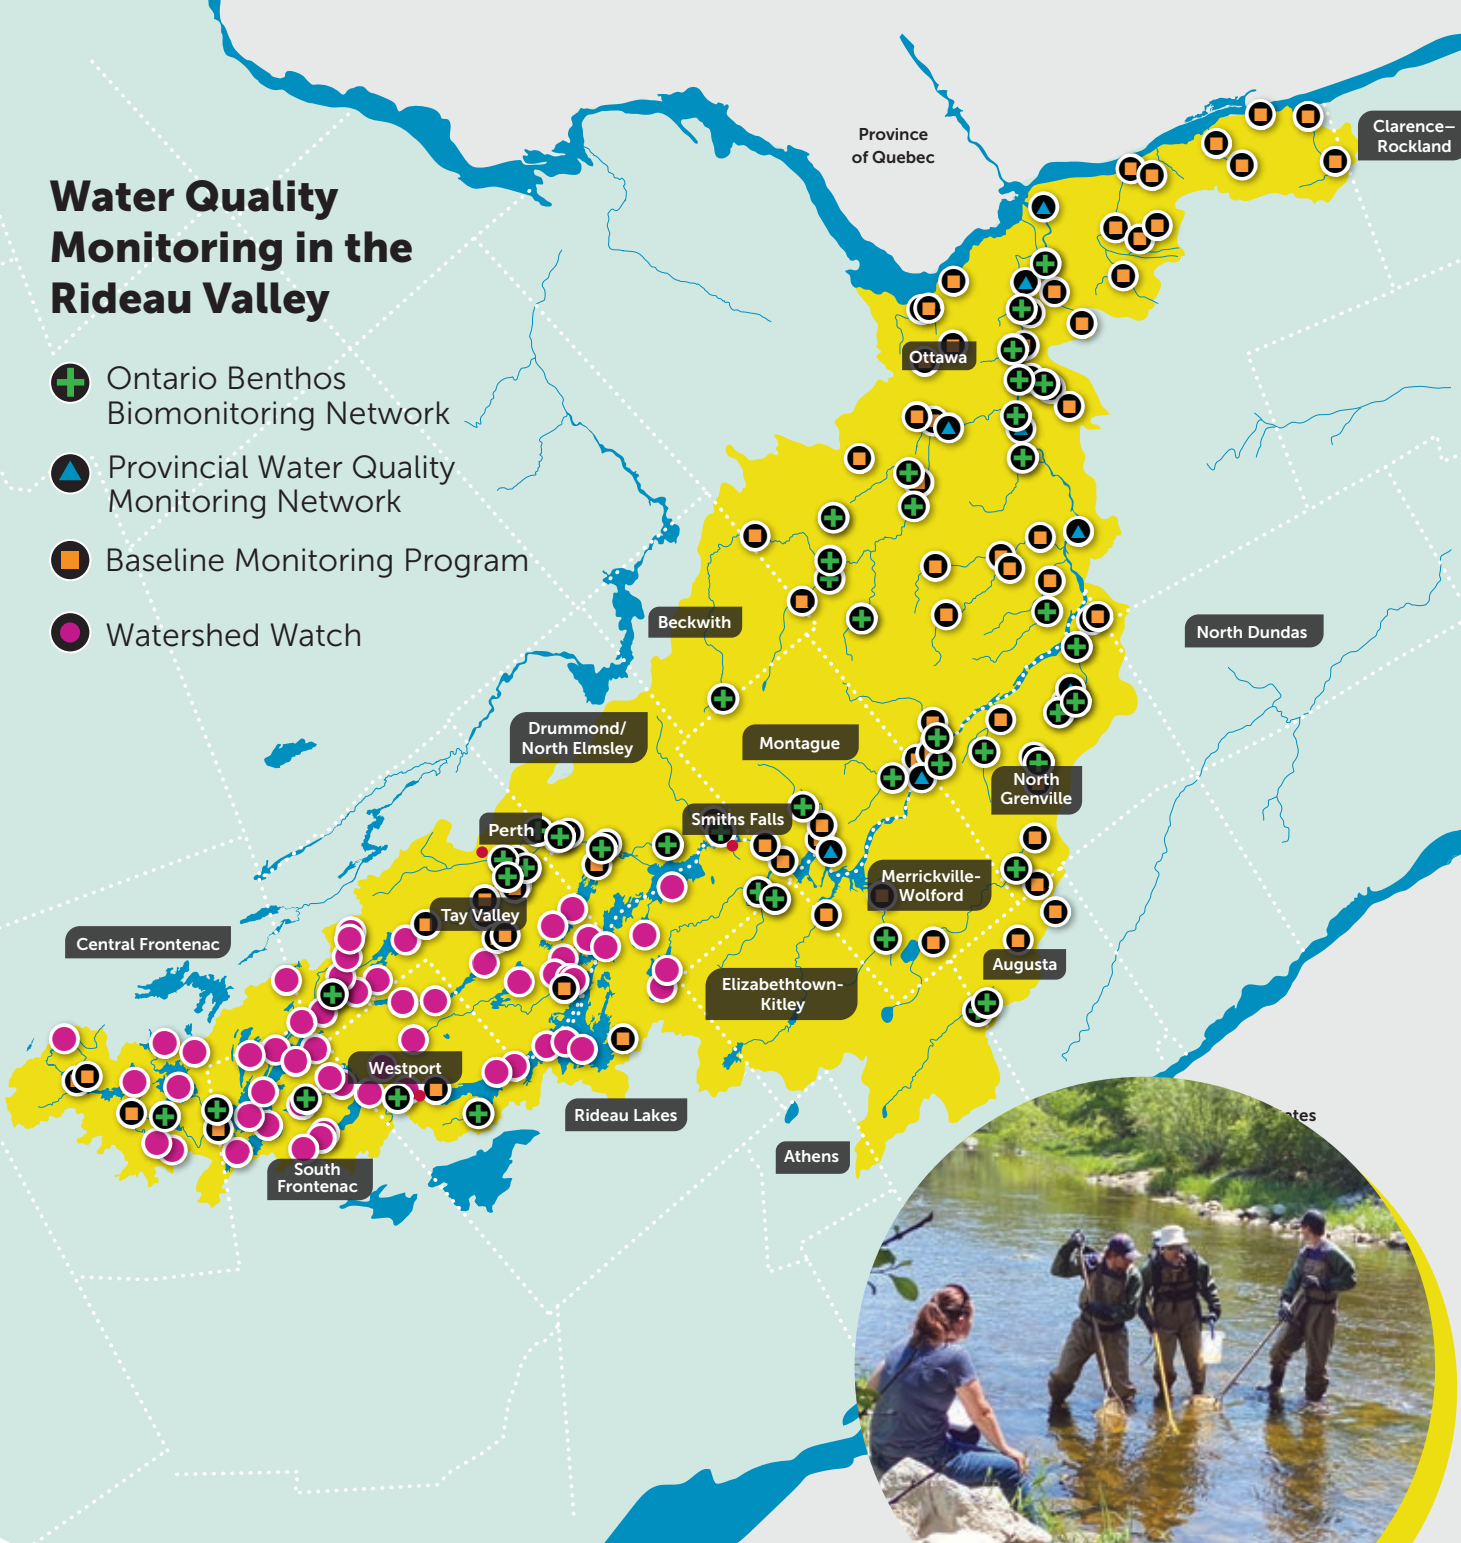 Water Quality
Monitoring in the
Rideau Valley
Ontario Benthos
Biomonitoring Network
Provincial Water Quality
Monitoring Network
Baseline Monitoring Program
Watershed Watch
Province
of Quebec
Clarence–
Rockland
Ottawa
Beckwith
North Dundas
Drummond/
North Elmsley
Montague
North
Grenville
Smiths Falls
Perth
Merrickville-
Wolford
Tay Valley
Central Frontenac
Augusta
Elizabethtown-
Kitley
Westport
Rideau Lakes
Athens
South
Frontenac